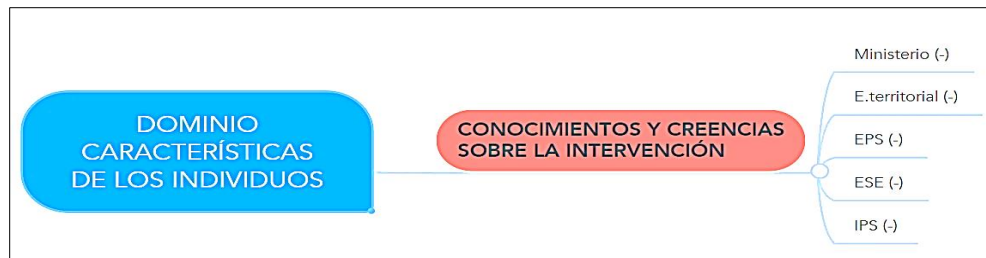 DOMINIO
CARACTERÍSTICAS
DE LOS INDIVIDUOS
CONOCIMIENTOS Y CREENCIAS
SOBRE LA INTERVENCIÓN
Ministerio (-)
E.territorial (-)
EPS (-)
ESE (-)
IPS (-)